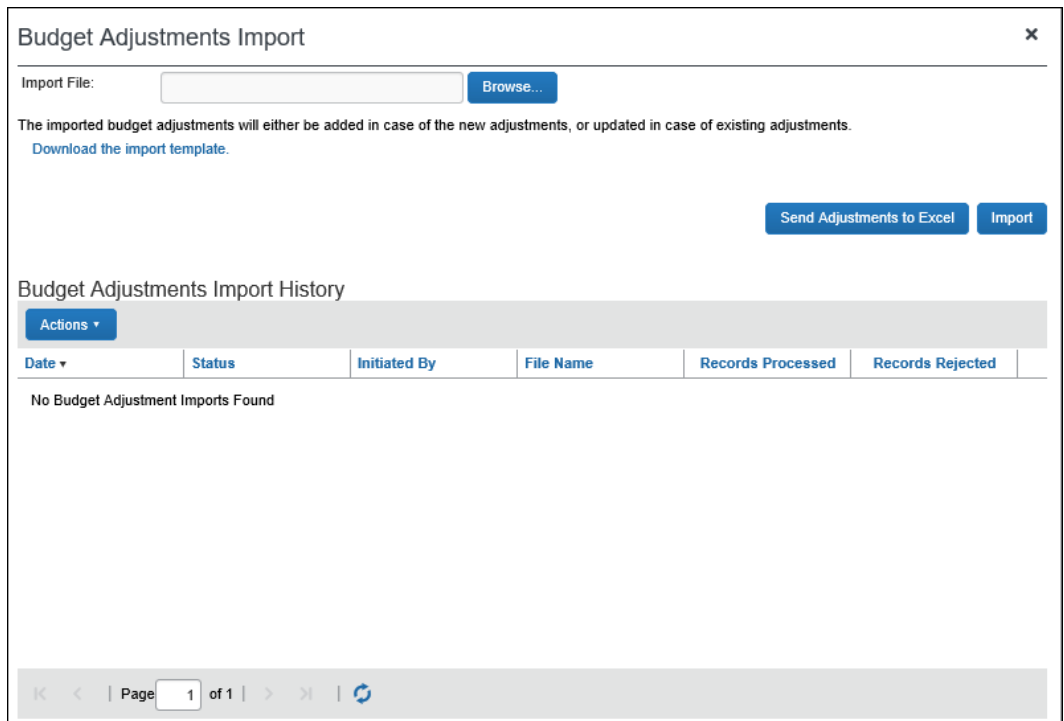 Budget Adjustments Import
Import File:
Browse...
The imported budget adjustments will either be added in case of the new adjustments, or updated in case of existing adjustments.
Download the import template.
Send Adjustments to Excel Import
Budget Adjustments Import History
Actions
Date Status Initiated By File Name Records Processed Records Rejected
No Budget Adjustment Imports Found
Page 1 of 1